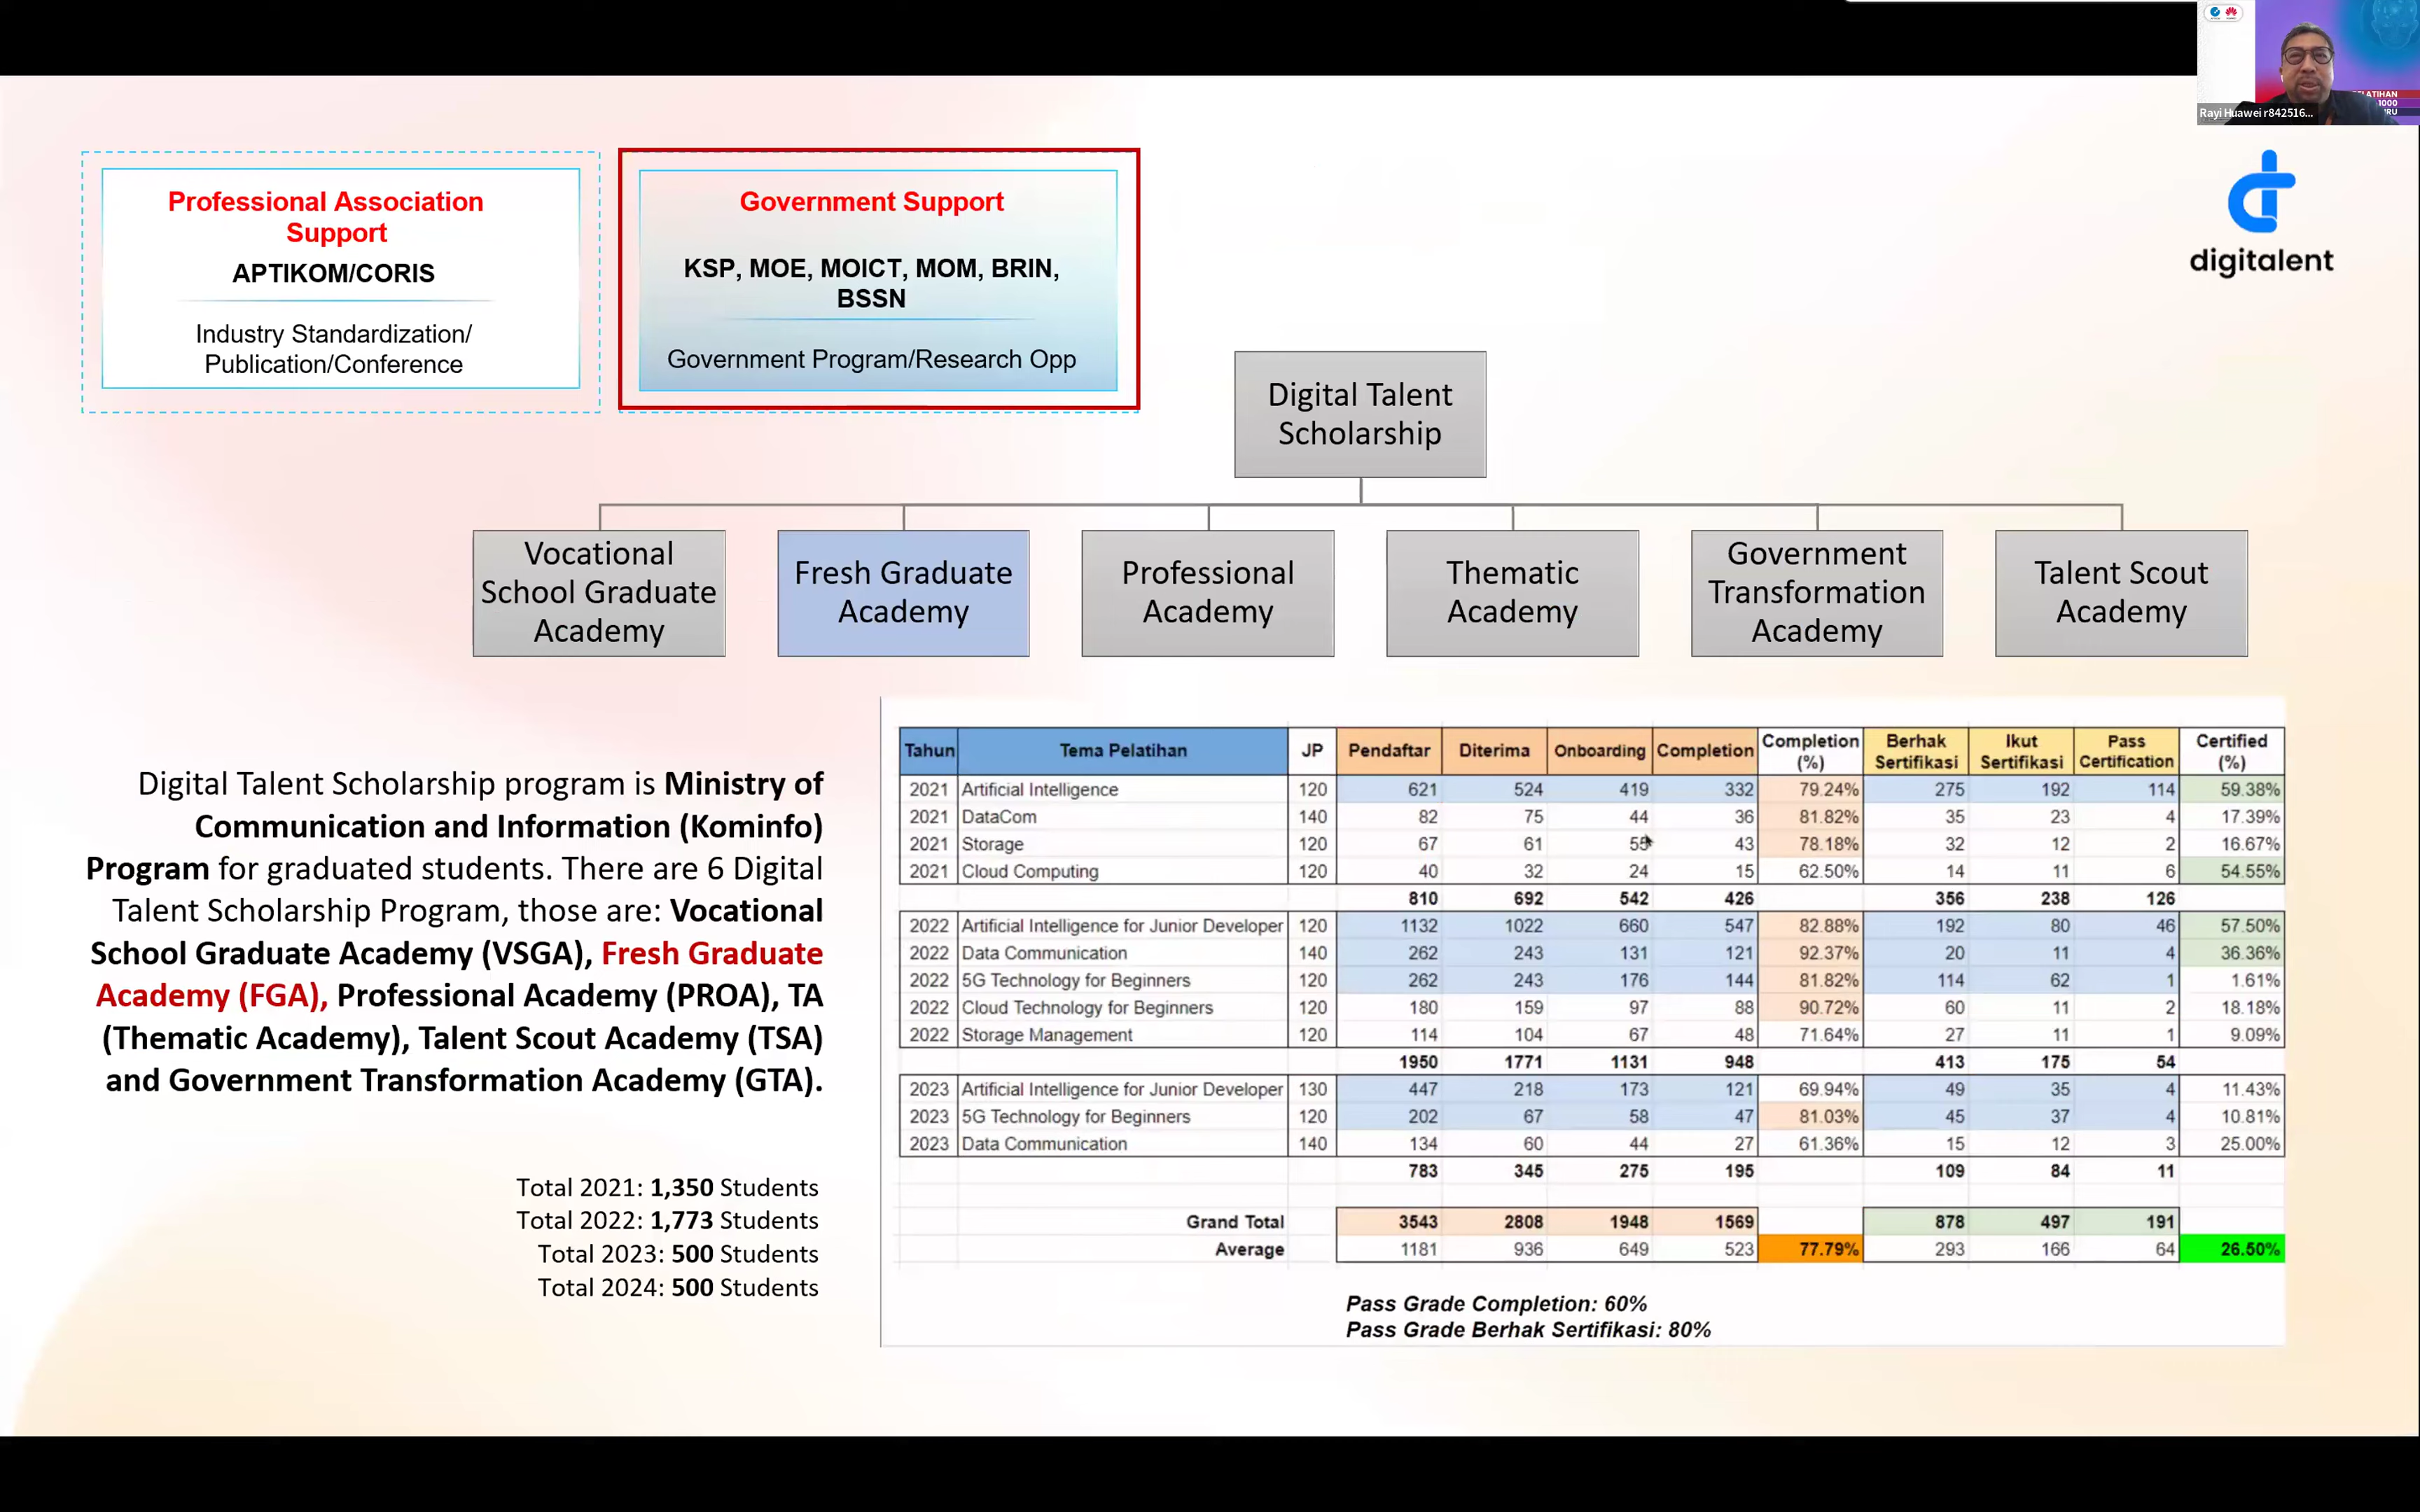 Rayi Huawei r842516...
Professional Association
Support
APTIKOM/CORIS
Industry Standardization/
Publication/Conference
Government Support
KSP, MOE, MOICT, MOM, BRIN,
BSSN
Government Program/Research Opp
digitalent
Digital Talent
Scholarship
Vocational
School Graduate
Academy
Fresh Graduate
Academy
Professional
Academy
Thematic
Academy
Government
Transformation
Academy
Talent Scout
Academy
Digital Talent Scholarship program is Ministry of
Communication and Information (Kominfo)
Program for graduated students. There are 6 Digital
Talent Scholarship Program, those are: Vocational
School Graduate Academy (VSGA), Fresh Graduate
Academy (FGA), Professional Academy (PROA), TA
(Thematic Academy), Talent Scout Academy (TSA)
and Government Transformation Academy (GTA).
Total 2021: 1,350 Students
Total 2022: 1,773 Students
Total 2023: 500 Students
Total 2024: 500 Students
Tahun Tema Pelatihan JP Pendaftar Diterima Onboarding Completion Completion (%) Berhak Sertifikasi Ikut Sertifikasi Pass Certification Certified (%)
2021 Artificial Intelligence 120 621 524 419 332 79.24% 275 192 114 59.38%
2021 DataCom 140 82 75 44 36 81.82% 35 23 4 17.39%
2021 Storage 120 67 61 55 43 78.18% 32 12 2 16.67%
2021 Cloud Computing 120 40 32 24 15 62.50% 14 11 6 54.55%
810 692 542 426 356 238 126
2022 Artificial Intelligence for Junior Developer 120 1132 1022 660 547 82.88% 192 80 46 57.50%
2022 Data Communication 140 262 243 131 121 92.37% 20 11 4 36.36%
2022 5G Technology for Beginners 120 262 243 176 144 81.82% 114 62 1 1.61%
2022 Cloud Technology for Beginners 120 180 159 97 88 90.72% 60 11 2 18.18%
2022 Storage Management 120 114 104 67 48 71.64% 27 11 1 9.09%
1950 1771 1131 948 413 175 54
2023 Artificial Intelligence for Junior Developer 130 447 218 173 121 69.94% 49 35 4 11.43%
2023 5G Technology for Beginners 120 202 67 58 47 81.03% 45 37 4 10.81%
2023 Data Communication 140 134 60 44 27 61.36% 15 12 3 25.00%
783 345 275 195 109 84 11
Grand Total 3543 2808 1948 1569 878 497 191
Average 1181 936 649 523 77.79% 293 166 64 26.50%
Pass Grade Completion: 60%
Pass Grade Berhak Sertifikasi: 80%